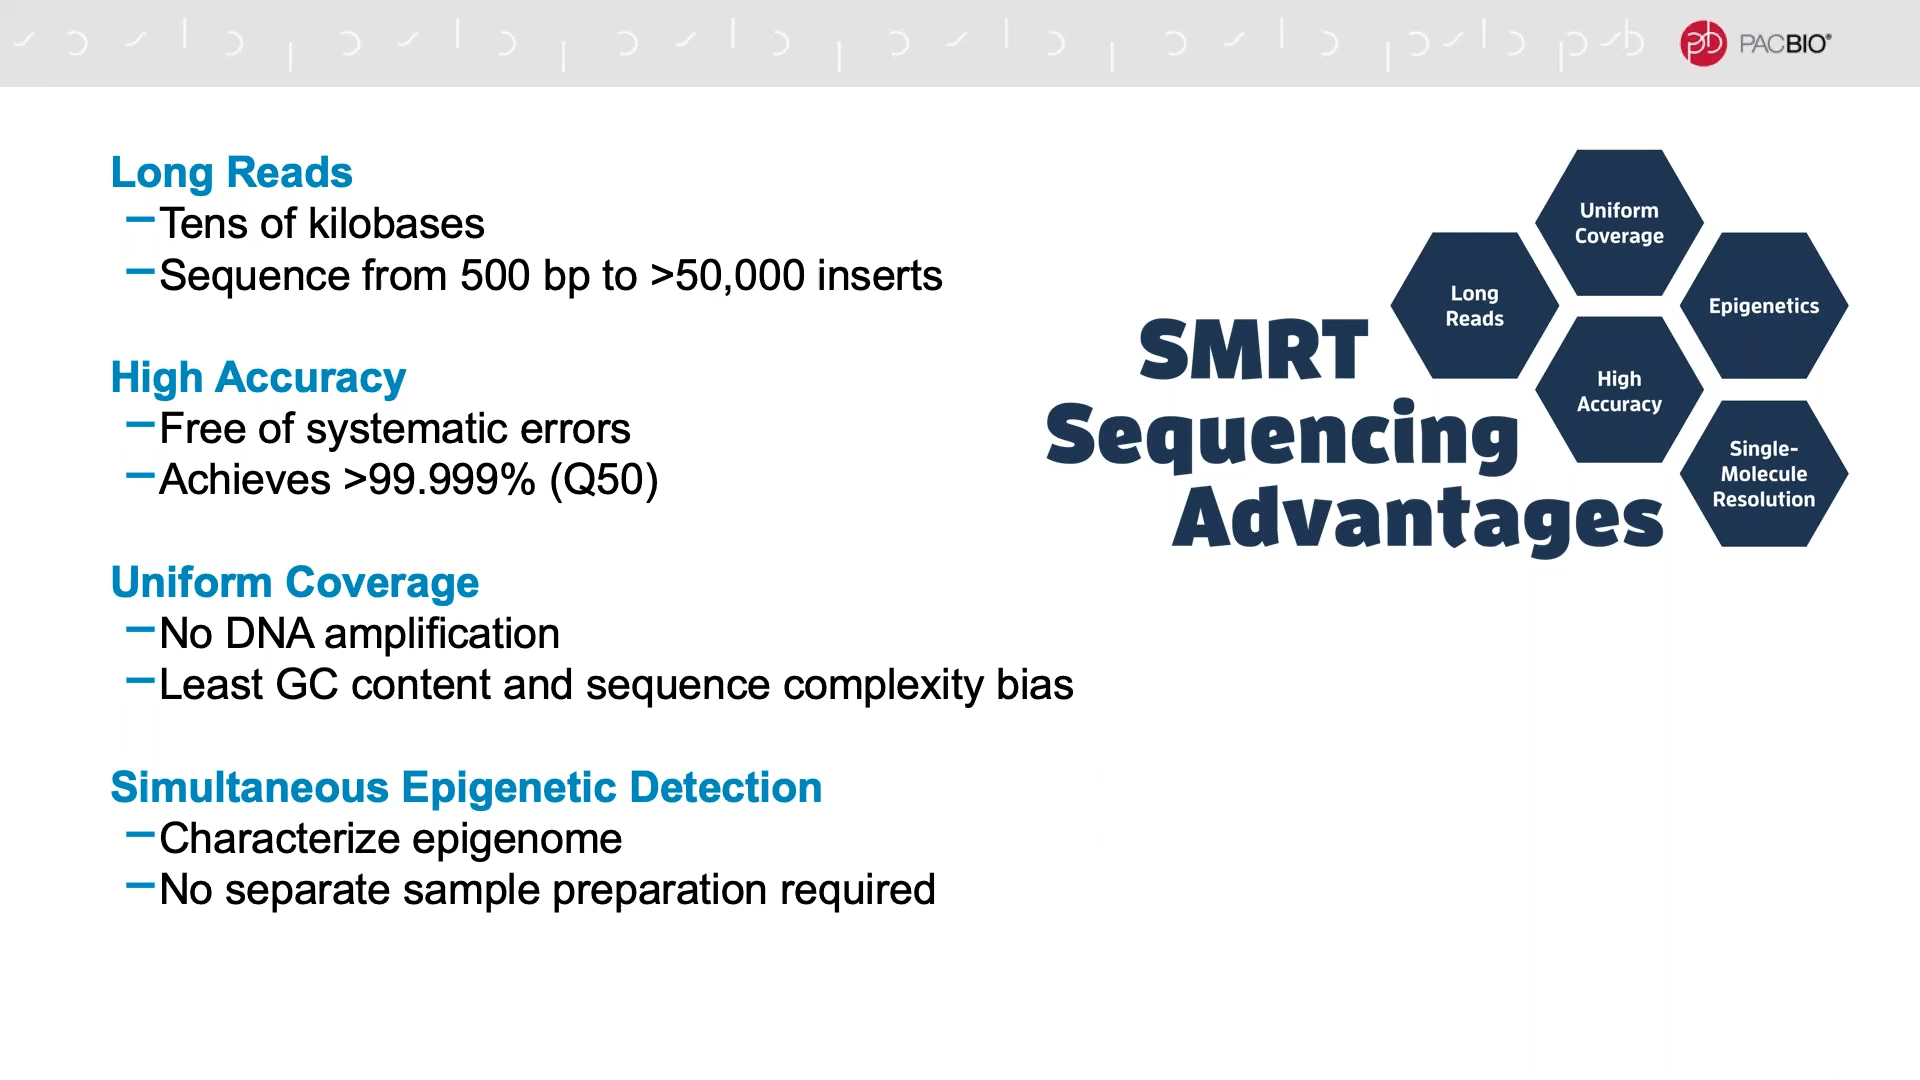 PACBIO®
Long Reads
–Tens of kilobases
–Sequence from 500 bp to >50,000 inserts
High Accuracy
–Free of systematic errors
–Achieves >99.999% (Q50)
Uniform Coverage
–No DNA amplification
–Least GC content and sequence complexity bias
Simultaneous Epigenetic Detection
–Characterize epigenome
–No separate sample preparation required
SMRT
Sequencing
Advantages
Long
Reads
Uniform
Coverage
High
Accuracy
Epigenetics
Single-
Molecule
Resolution